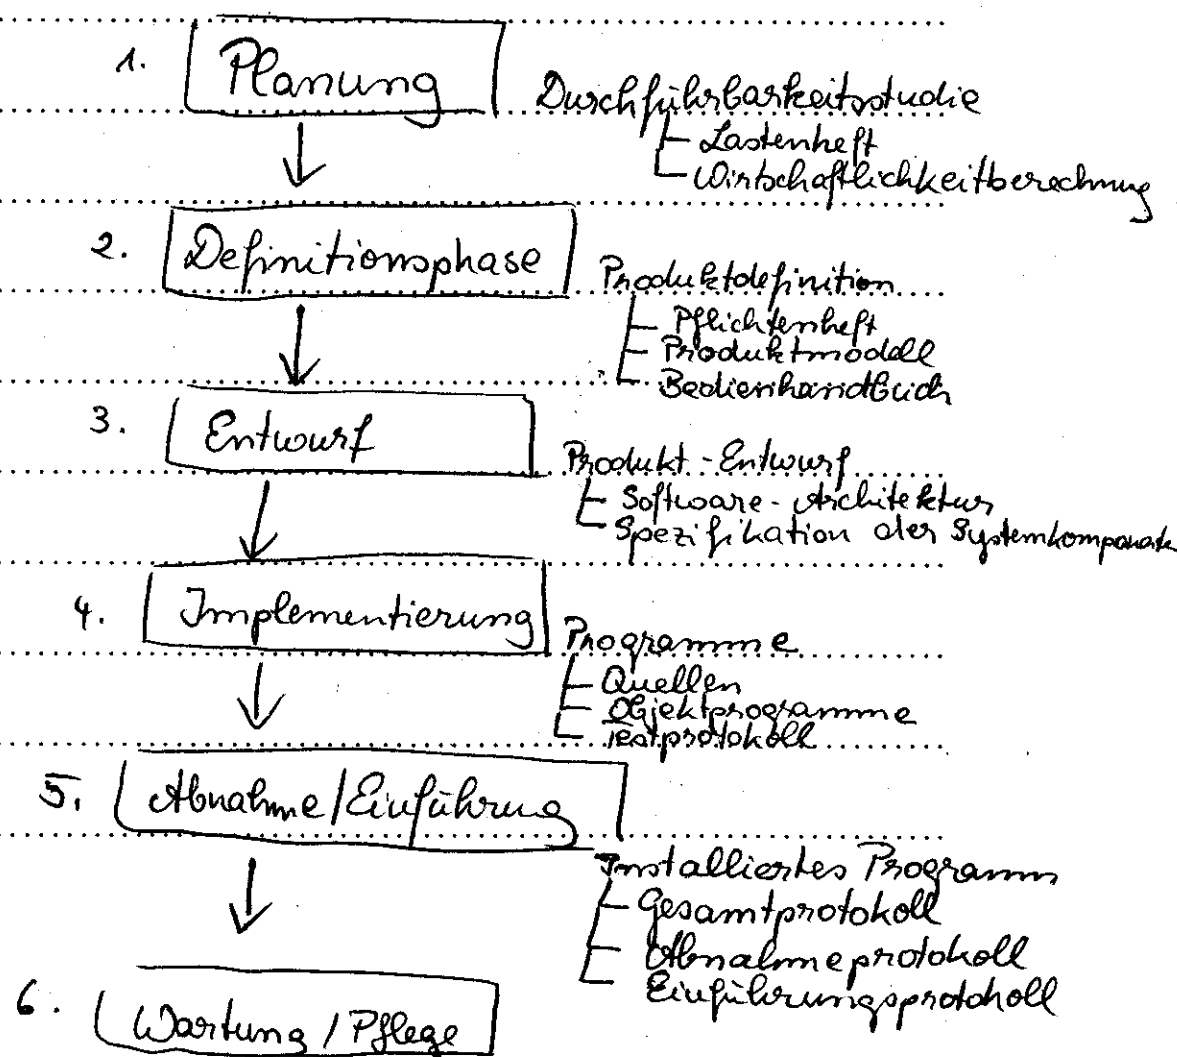 1. Planung
Durchführbarkeitsstudie
Lastenheft
Wirtschaftlichkeitberechnung
2. Definitionsphase
Produktdefinition
Pflichtenheft
Produktmodell
Bedienhandbuch
3. Entwurf
Produkt-Entwurf
Software-Architektur
Spezifikation der Systemkomponente
4. Implementierung
Programme
Quellen
Objektprogramme
Testprotokoll
5. Abnahme/Einführung
Installiertes Programm
Gesamtprotokoll
Abnahmeprotokoll
Einführungsprotokoll
6. Wartung / Pflege